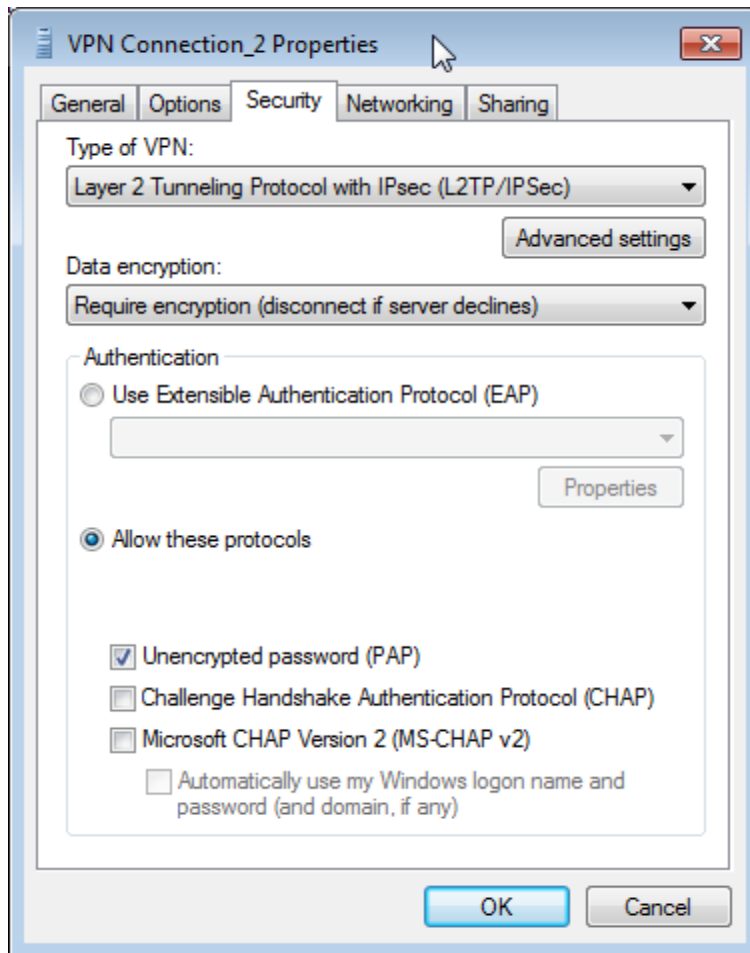 VPN Connection_2 Properties
General Options Security Networking Sharing
Type of VPN:
Layer 2 Tunneling Protocol with IPsec (L2TP/IPSec)
Advanced settings
Data encryption:
Require encryption (disconnect if server declines)
Authentication
Use Extensible Authentication Protocol (EAP)
Properties
Allow these protocols
Unencrypted password (PAP)
Challenge Handshake Authentication Protocol (CHAP)
Microsoft CHAP Version 2 (MS-CHAP v2)
Automatically use my Windows logon name and
password (and domain, if any)
OK Cancel